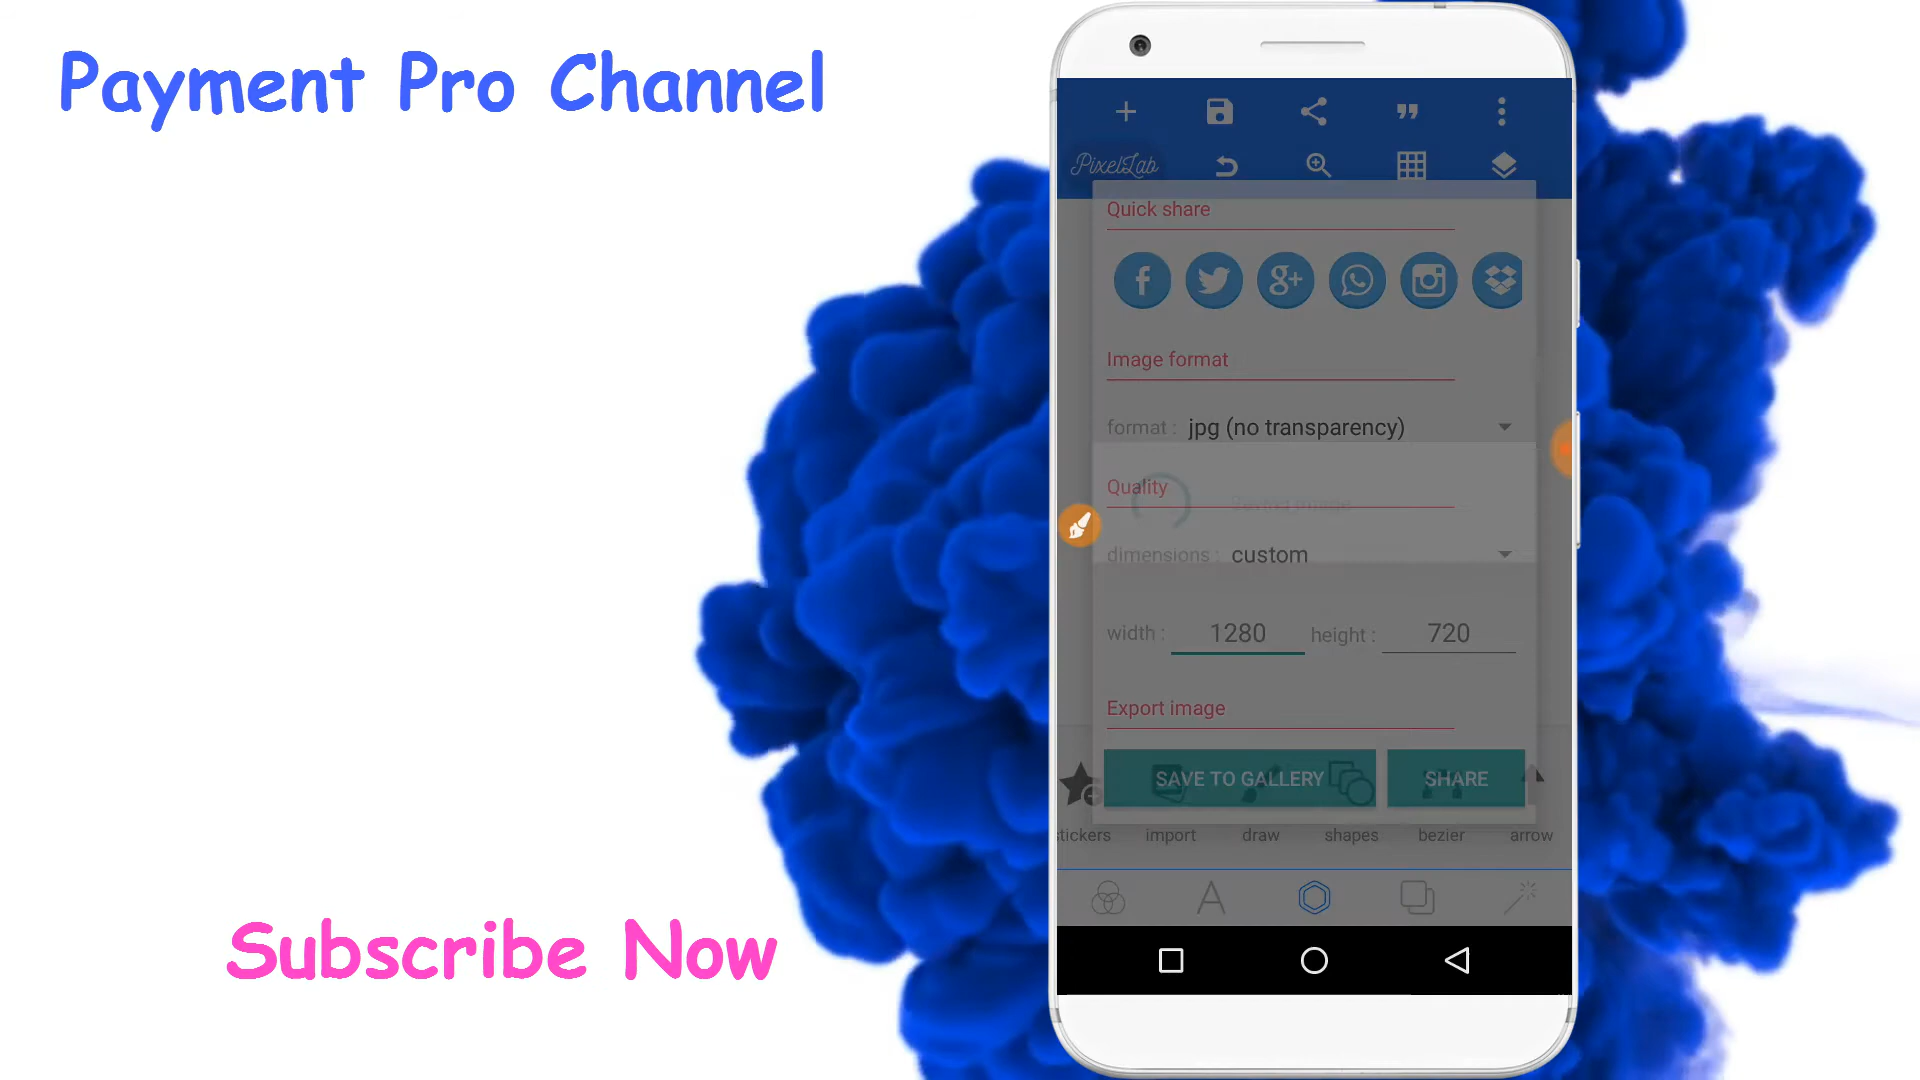 Payment Pro Channel
PixelLab
Quick share
Image format
format : jpg (no transparency)
Quality
dimensions : custom
width : 1280 height : 720
Export image
SAVE TO GALLERY SHARE
stickers import draw shapes bezier arrow
Subscribe Now